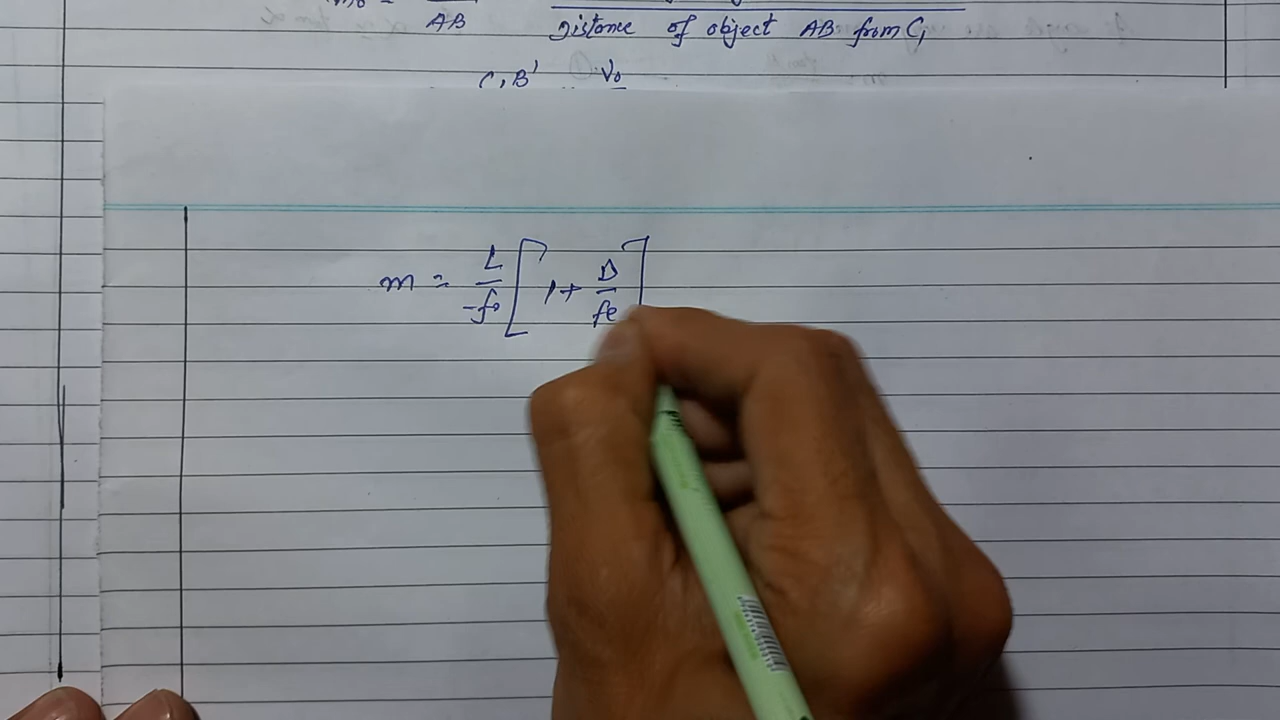 AB
Distance of object AB from C₁
C₁B' V₀
m = L/-f₀ [1 + D/fe]